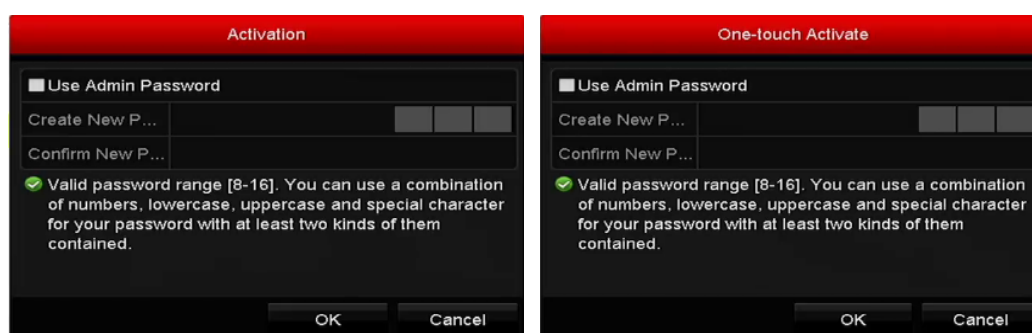 Activation
Use Admin Password
Create New P...
Confirm New P...
Valid password range [8-16]. You can use a combination
of numbers, lowercase, uppercase and special character
for your password with at least two kinds of them
contained.
OK Cancel
One-touch Activate
Use Admin Password
Create New P...
Confirm New P...
Valid password range [8-16]. You can use a combination
of numbers, lowercase, uppercase and special character
for your password with at least two kinds of them
contained.
OK Cancel